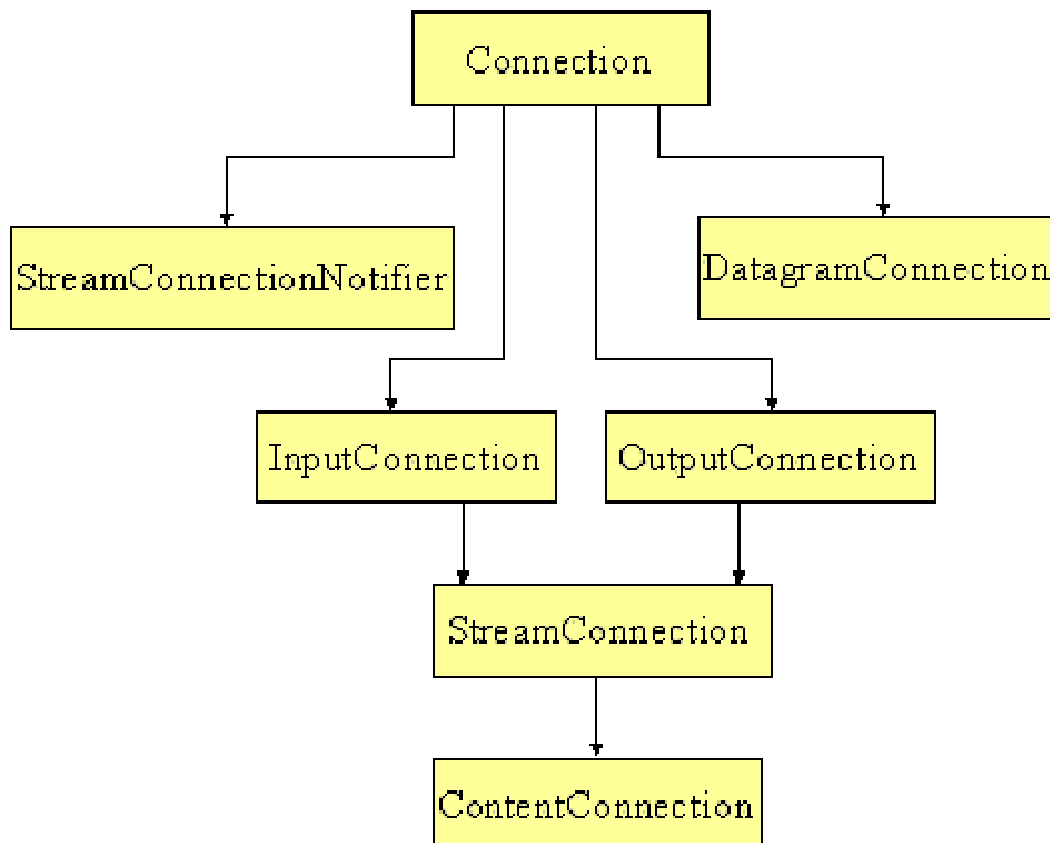 Connection
StreamConnectionNotifier
DatagramConnection
InputConnection
OutputConnection
StreamConnection
ContentConnection